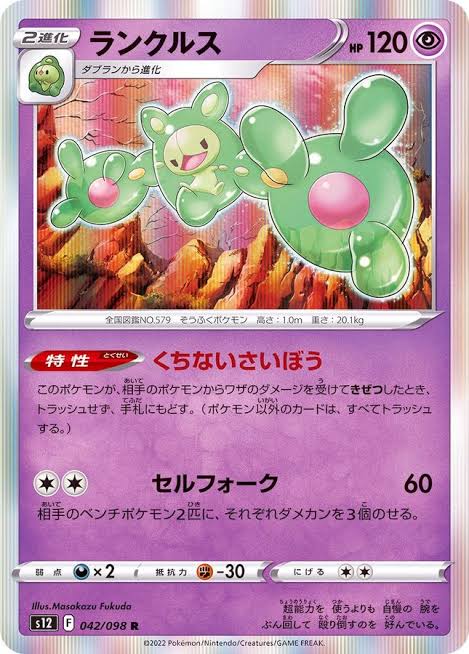 2進化
ランクルス
HP 120
ダブランから進化
全国図鑑NO.579 ぞうふくポケモン 高さ：1.0m 重さ：20.1kg
特性 とくせい くちないさいぼう
このポケモンが、相手のポケモンからワザのダメージを受けてきぜつしたとき、
トラッシュせず、手札にもどす。（ポケモン以外のカードは、すべてトラッシュ
する。）
セルフォーク 60
相手のベンチポケモン2匹に、それぞれダメカンを3個のせる。
弱点 ×2 抵抗力 -30 にげる
Illus.Masakazu Fukuda
超能力を 使うよりも 自慢の 腕を
s12 F 042/098 R
ぶん回して 殴り倒すのを 好んでいる。
©2022 Pokémon/Nintendo/Creatures/GAME FREAK.